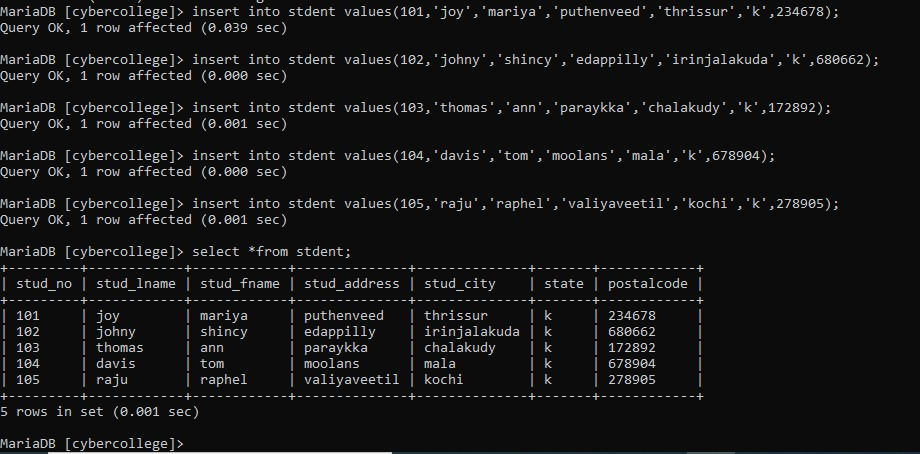 MariaDB [cybercollege]> insert into stdent values(101,'joy','mariya','puthenveed','thrissur','k',234678);
Query OK, 1 row affected (0.039 sec)
MariaDB [cybercollege]> insert into stdent values(102,'johny','shincy','edappilly','irinjalakuda','k',680662);
Query OK, 1 row affected (0.000 sec)
MariaDB [cybercollege]> insert into stdent values(103,'thomas','ann','paraykka','chalakudy','k',172892);
Query OK, 1 row affected (0.001 sec)
MariaDB [cybercollege]> insert into stdent values(104,'davis','tom','moolans','mala','k',678904);
Query OK, 1 row affected (0.000 sec)
MariaDB [cybercollege]> insert into stdent values(105,'raju','raphel','valiyaveetil','kochi','k',278905);
Query OK, 1 row affected (0.001 sec)
MariaDB [cybercollege]> select *from stdent;
+---------+------------+------------+--------------+--------------+-------+------------+
| stud_no | stud_lname | stud_fname | stud_address | stud_city    | state | postalcode |
+---------+------------+------------+--------------+--------------+-------+------------+
| 101     | joy        | mariya     | puthenveed   | thrissur     | k     | 234678     |
| 102     | johny      | shincy     | edappilly    | irinjalakuda | k     | 680662     |
| 103     | thomas     | ann        | paraykka     | chalakudy    | k     | 172892     |
| 104     | davis      | tom        | moolans      | mala         | k     | 678904     |
| 105     | raju       | raphel     | valiyaveetil | kochi        | k     | 278905     |
+---------+------------+------------+--------------+--------------+-------+------------+
5 rows in set (0.001 sec)
MariaDB [cybercollege]>